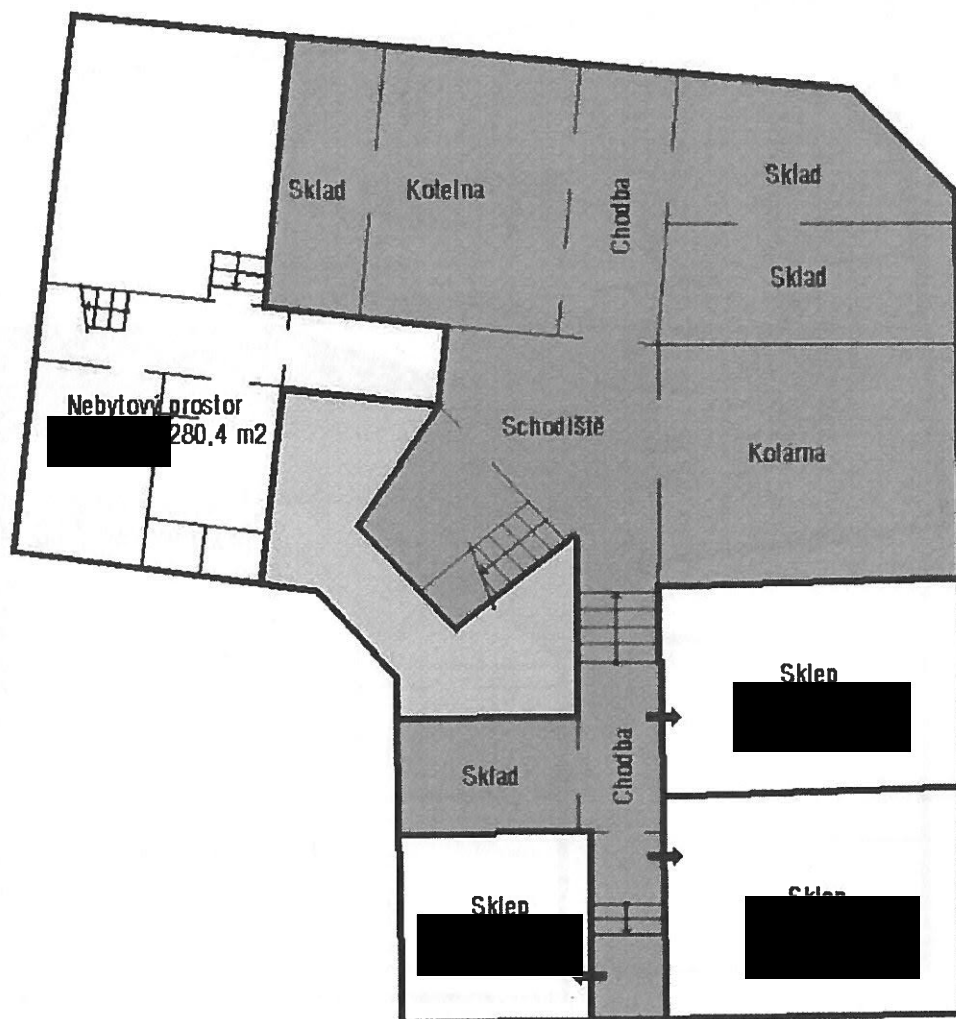 Sklad
Kotelna
Chodba
Sklad
Sklad
Nebytový prostor
280,4 m2
Schodiště
Kolárna
Sklep
Sklad
Chodba
Sklep
Sklep